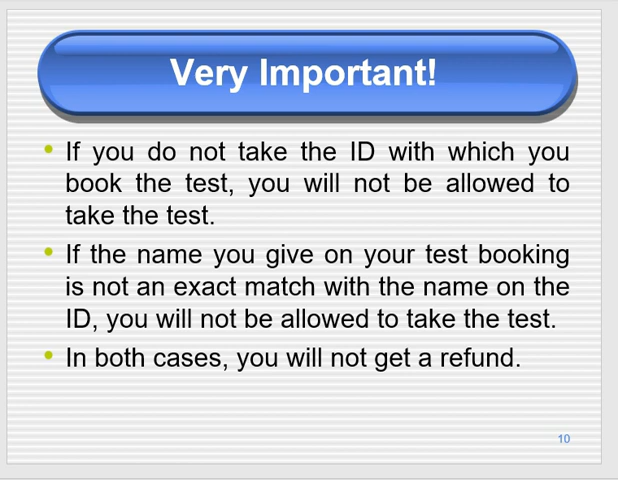 Very Important!
If you do not take the ID with which you
book the test, you will not be allowed to
take the test.
If the name you give on your test booking
is not an exact match with the name on the
ID, you will not be allowed to take the test.
In both cases, you will not get a refund.
10